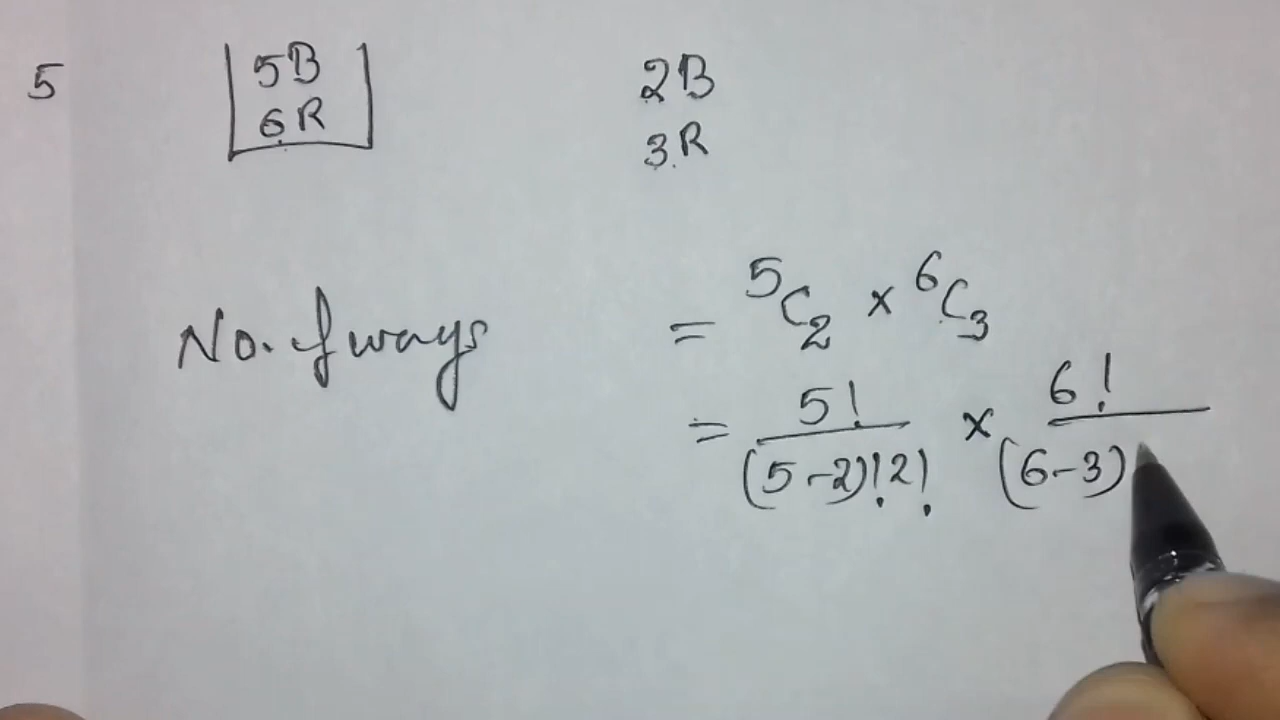 5
5B
6R
2B
3R
No. of ways = ⁵C₂ × ⁶C₃
= 5! / (5-2)!2! × 6! / (6-3)